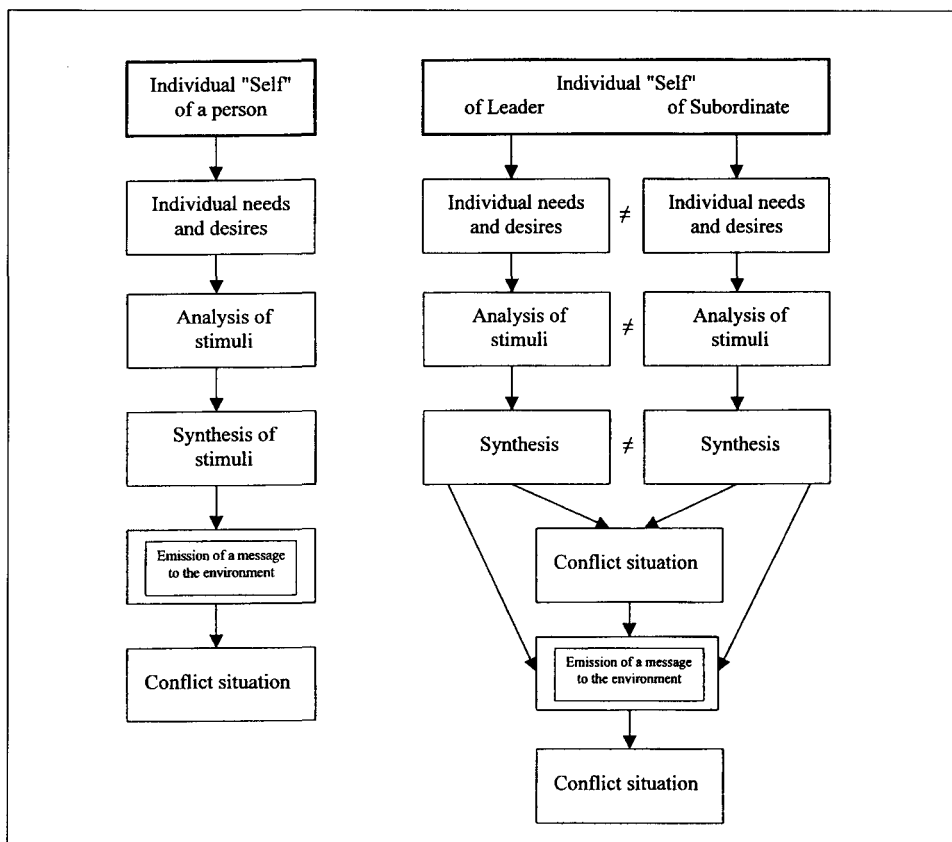 Individual "Self"
of a person
Individual needs
and desires
Analysis of
stimuli
Synthesis of
stimuli
Emission of a message
to the environment
Conflict situation
Individual "Self"
of Leader of Subordinate
Individual needs
and desires
≠
Individual needs
and desires
Analysis of
stimuli
≠
Analysis of
stimuli
Synthesis ≠ Synthesis
Conflict situation
Emission of a message
to the environment
Conflict situation